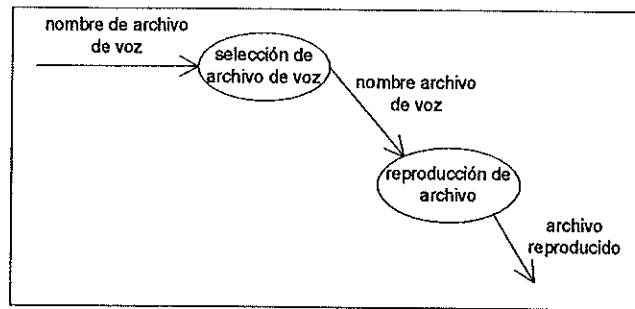 nombre de archivo
de voz
selección de
archivo de voz
nombre archivo
de voz
reproducción de
archivo
archivo
reproducido